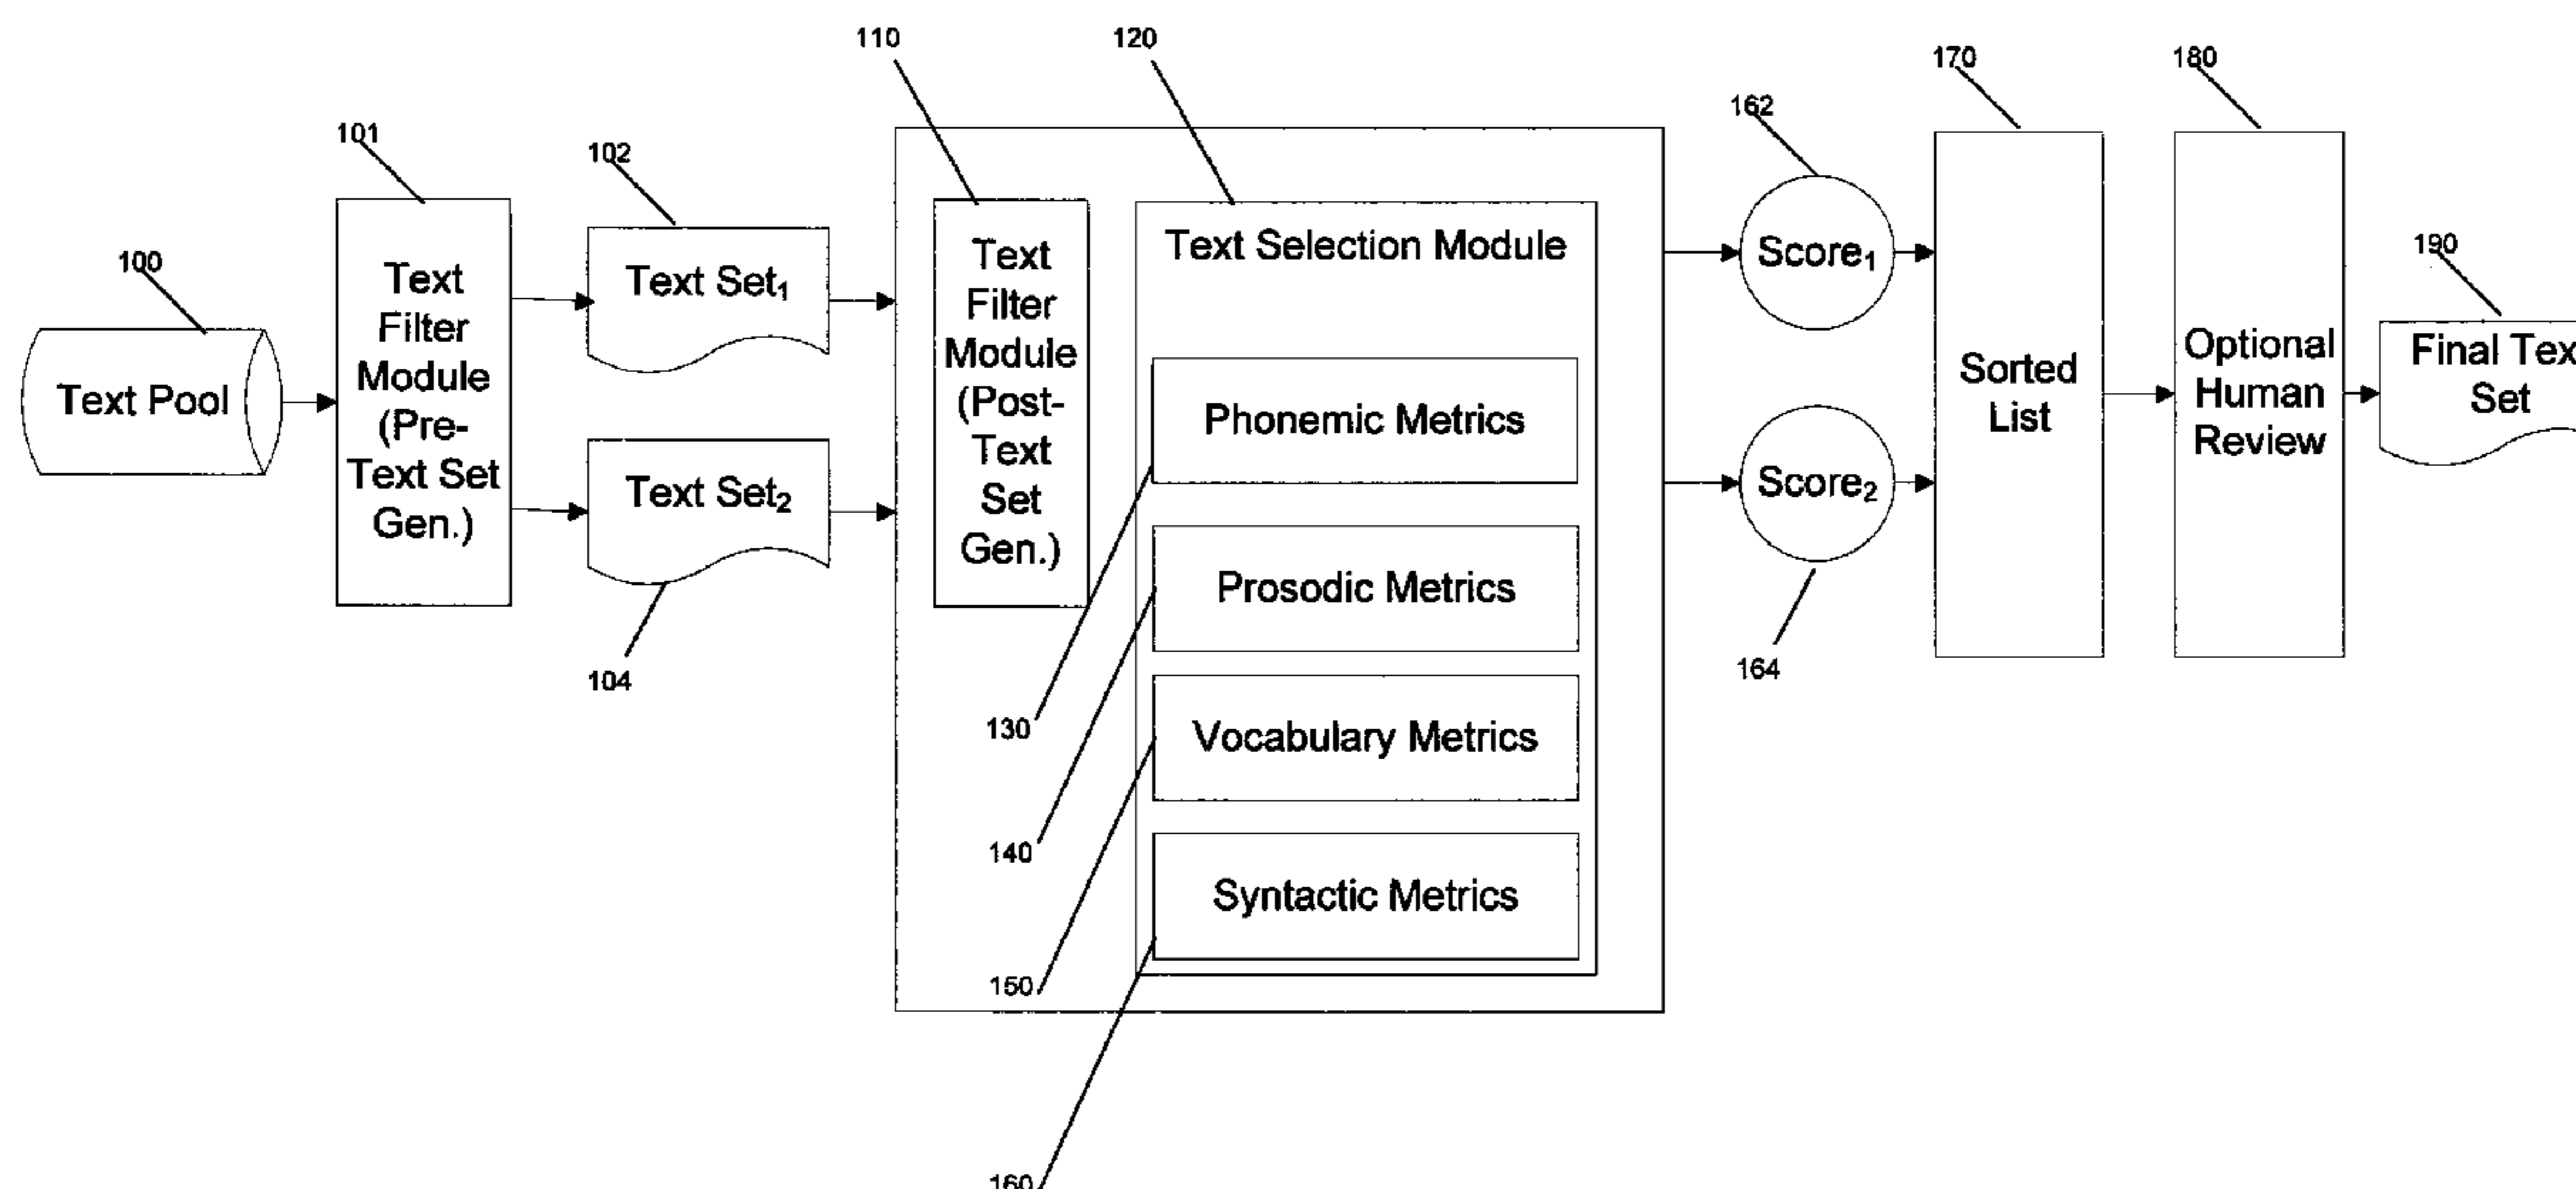 110
120
170
180
162
101
102
190
100
Text Pool
Text
Filter
Module
(Pre-
Text Set
Gen.)
Text Set1
Text Set2
104
Text
Filter
Module
(Post-
Text
Set
Gen.)
Text Selection Module
Phonemic Metrics
Prosodic Metrics
Vocabulary Metrics
Syntactic Metrics
130
140
150
160
Score1
Score2
164
Sorted
List
Optional
Human
Review
Final Tex
Set